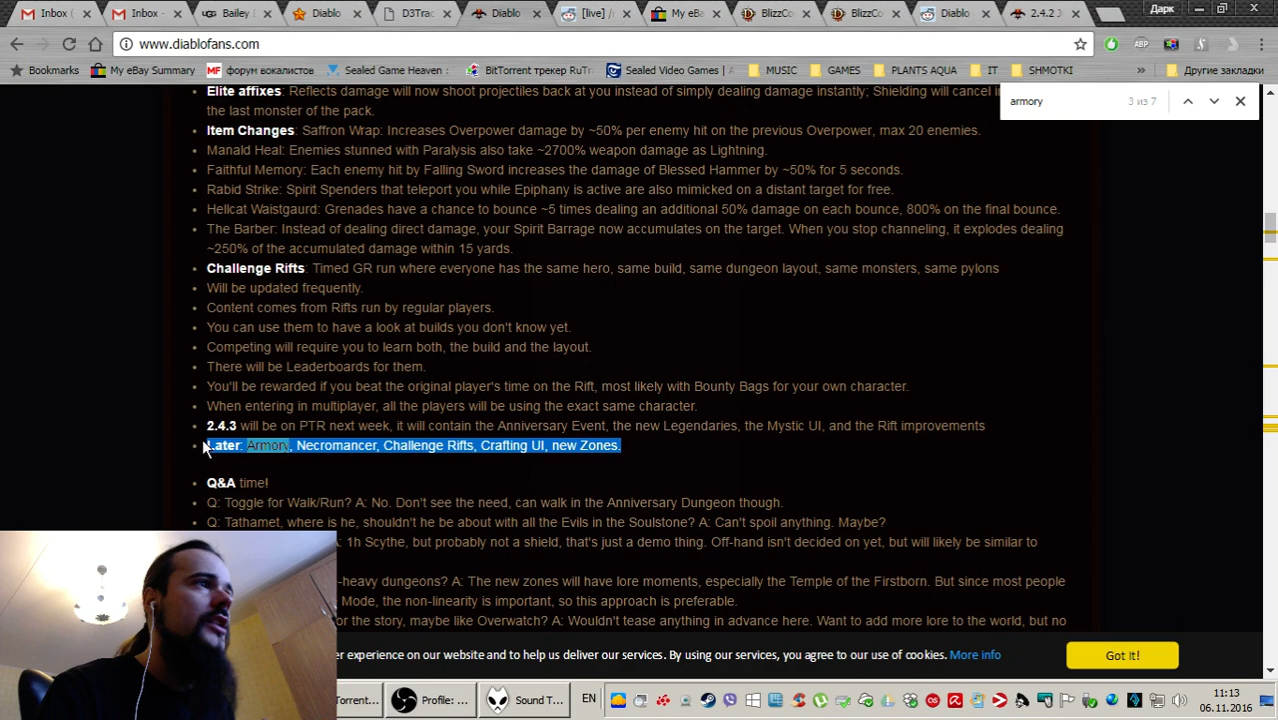 Inbox (
Inbox -
Bailey
Diablo
D3Trac
Diablo
[live] /r
My eBa
BlizzCo
BlizzCo
Diablo
2.4.2 J
Дарк
www.diablofans.com
Bookmarks
My eBay Summary
форум вокалистов
Sealed Game Heaven :
BitTorrent трекер RuTr
Sealed Video Games |
MUSIC
GAMES
PLANTS AQUA
IT
SHMOTKI
»
Другие закладки
armory 3 из 7
• Elite affixes: Reflects damage will now shoot projectiles back at you instead of simply dealing damage instantly; Shielding will cancel
the last monster of the pack.
• Item Changes: Saffron Wrap: Increases Overpower damage by ~50% per enemy hit on the previous Overpower, max 20 enemies.
• Manald Heal: Enemies stunned with Paralysis also take ~2700% weapon damage as Lightning.
• Faithful Memory: Each enemy hit by Falling Sword increases the damage of Blessed Hammer by ~50% for 5 seconds.
• Rabid Strike: Spirit Spenders that teleport you while Epiphany is active are also mimicked on a distant target for free.
• Hellcat Waistgaurd: Grenades have a chance to bounce ~5 times dealing an additional 50% damage on each bounce, 800% on the final bounce.
• The Barber: Instead of dealing direct damage, your Spirit Barrage now accumulates on the target. When you stop channeling, it explodes dealing
~250% of the accumulated damage within 15 yards.
• Challenge Rifts: Timed GR run where everyone has the same hero, same build, same dungeon layout, same monsters, same pylons
• Will be updated frequently.
• Content comes from Rifts run by regular players.
• You can use them to have a look at builds you don't know yet.
• Competing will require you to learn both, the build and the layout.
• There will be Leaderboards for them.
• You'll be rewarded if you beat the original player's time on the Rift, most likely with Bounty Bags for your own character.
• When entering in multiplayer, all the players will be using the exact same character.
• 2.4.3 will be on PTR next week, it will contain the Anniversary Event, the new Legendaries, the Mystic UI, and the Rift improvements
• Later: Armory, Necromancer, Challenge Rifts, Crafting UI, new Zones.
• Q&A time!
• Q: Toggle for Walk/Run? A: No. Don't see the need, can walk in the Anniversary Dungeon though.
• Q: Tathamet, where is he, shouldn't he be about with all the Evils in the Soulstone? A: Can't spoil anything. Maybe?
A: 1h Scythe, but probably not a shield, that's just a demo thing. Off-hand isn't decided on yet, but will likely be similar to
-heavy dungeons? A: The new zones will have lore moments, especially the Temple of the Firstborn. But since most people
Mode, the non-linearity is important, so this approach is preferable.
for the story, maybe like Overwatch? A: Wouldn't tease anything in advance here. Want to add more lore to the world, but no
er experience on our website and to help us deliver our services. By using our services, you agree to our use of cookies. More info
Got it!
Torrent...
Profile: ...
Sound T...
EN
11:13
06.11.2016